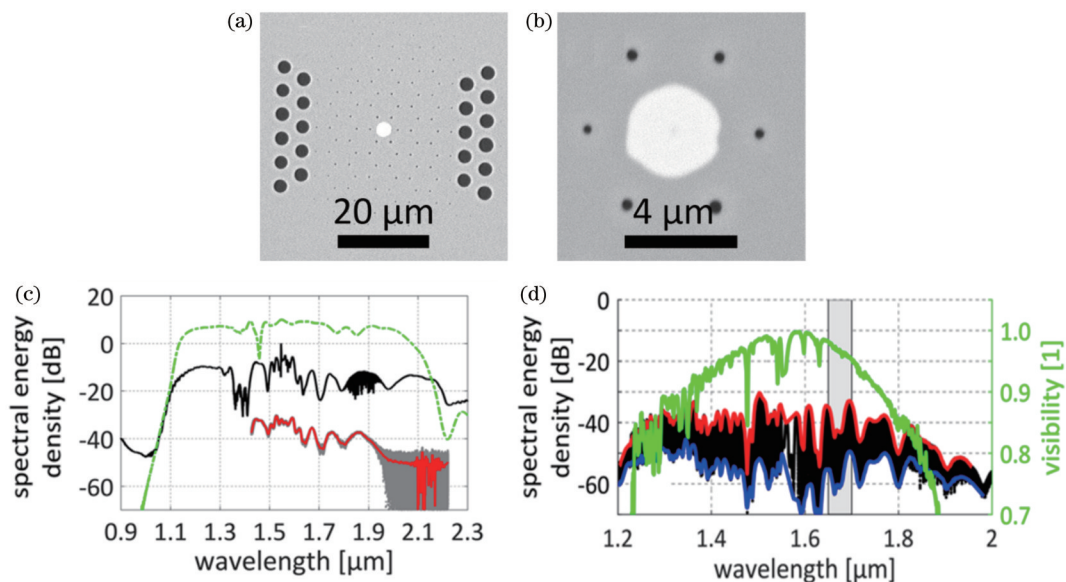 (a)
20 μm
(b)
4 μm
(c)
spectral energy
density [dB]
20
0
-20
-40
-60
0.9 1.1 1.3 1.5 1.7 1.9 2.1 2.3
wavelength [μm]
(d)
spectral energy
density [dB]
0
-20
-40
-60
1.2 1.4 1.6 1.8 2
wavelength [μm]
1.0
0.9
0.8
0.7
visibility [1]